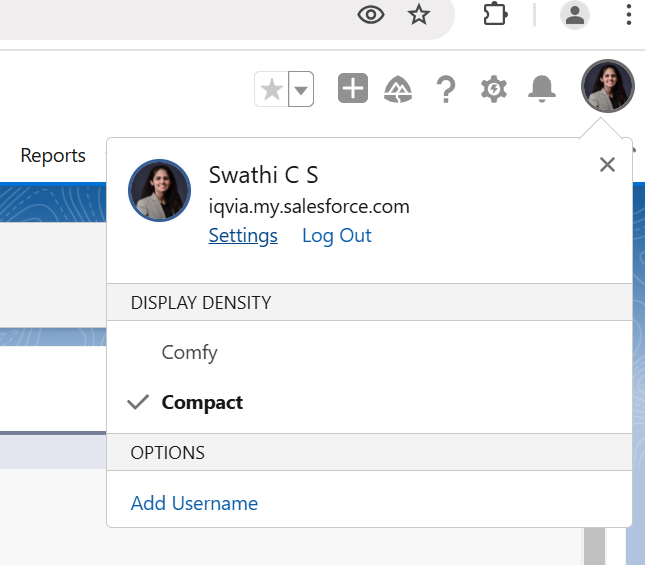 Reports
Swathi C S
iqvia.my.salesforce.com
Settings Log Out
DISPLAY DENSITY
Comfy
Compact
OPTIONS
Add Username